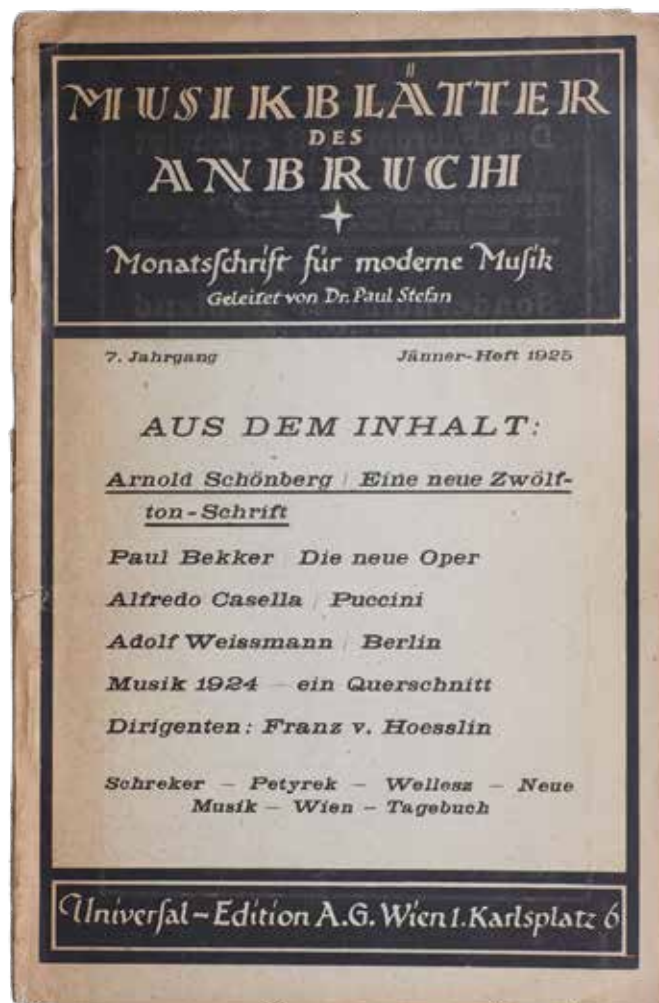 MUSIKBLÄTTER
DES
ANBRUCH
Monatsſchrift für moderne Muſik
Geleitet von Dr. Paul Stefan
7. Jahrgang Jänner-Heft 1925
AUS DEM INHALT:
Arnold Schönberg / Eine neue Zwölf-
ton-Schrift
Paul Bekker / Die neue Oper
Alfredo Casella / Puccini
Adolf Weissmann / Berlin
Musik 1924 — ein Querschnitt
Dirigenten: Franz v. Hoesslin
Schreker — Petyrek — Wellesz — Neue
Musik — Wien — Tagebuch
Univerſal-Edition A.G. Wien 1. Karlsplatz 6